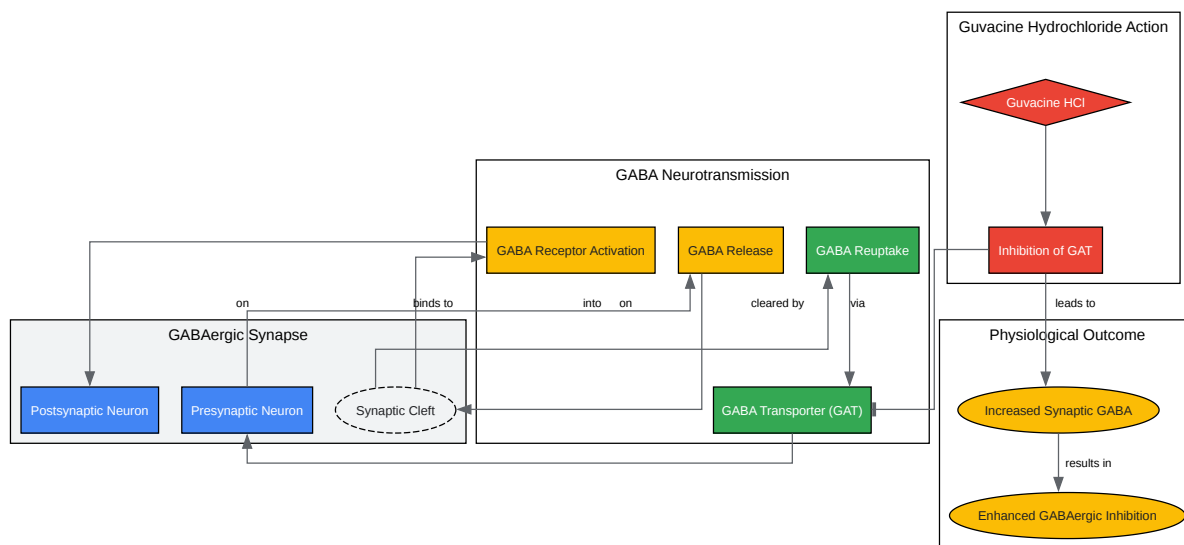 Guvacine Hydrochloride Action
Guvacine HCl
GABA Neurotransmission
GABA Receptor Activation
GABA Release
GABA Reuptake
Inhibition of GAT
on
binds to
into
on
cleared by
via
leads to
GABAergic Synapse
Physiological Outcome
Postsynaptic Neuron
Presynaptic Neuron
Synaptic Cleft
GABA Transporter (GAT)
Increased Synaptic GABA
results in
Enhanced GABAergic Inhibition